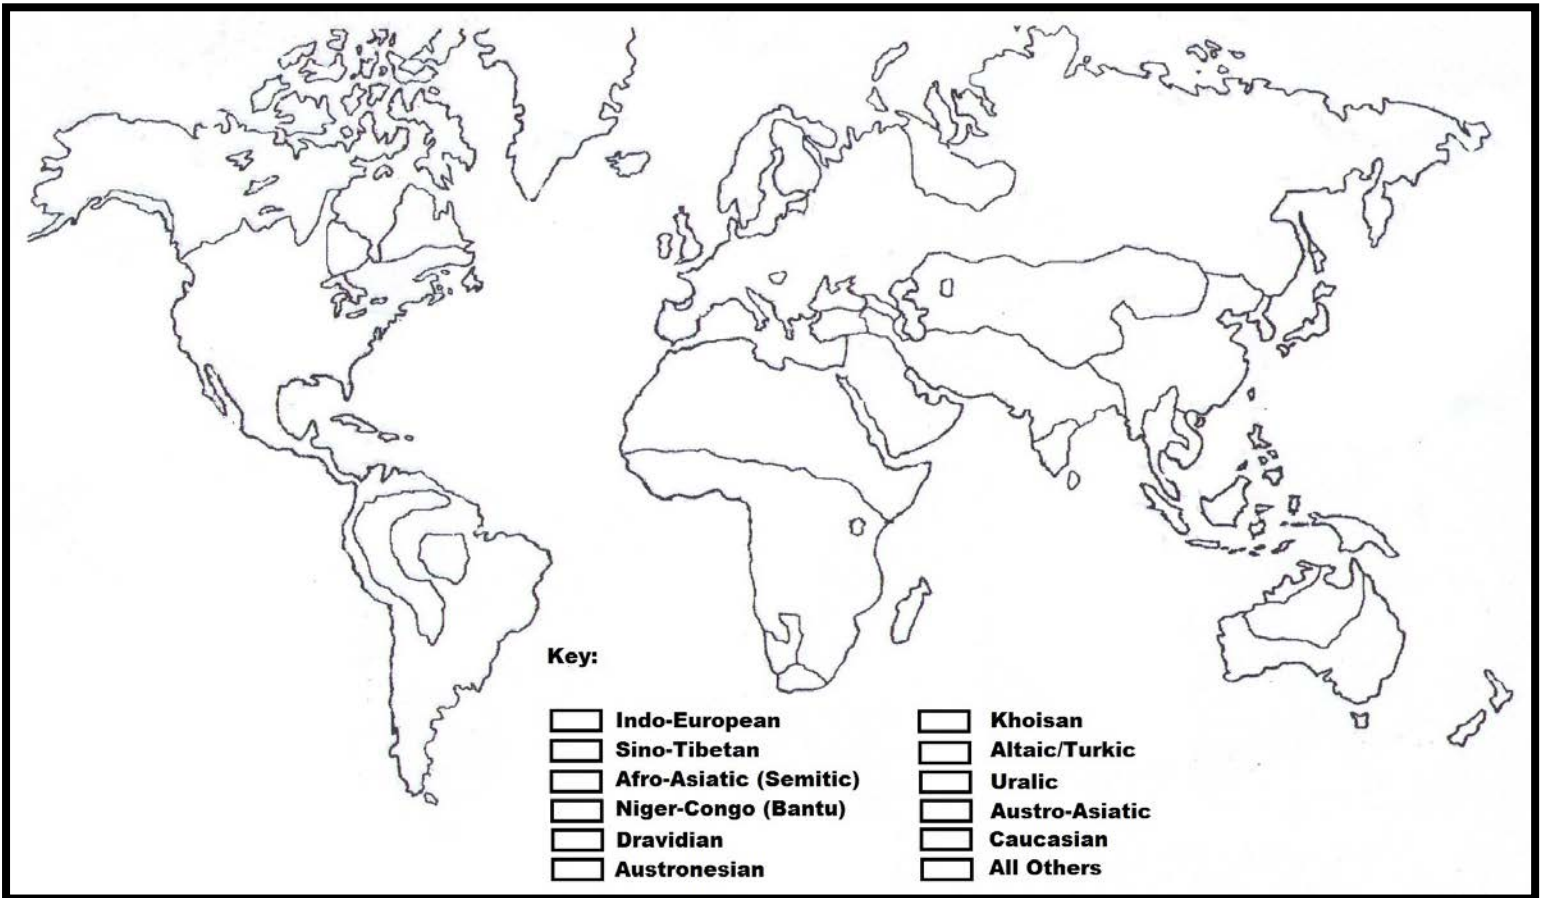 Key:
Indo-European
Sino-Tibetan
Afro-Asiatic (Semitic)
Niger-Congo (Bantu)
Dravidian
Austronesian
Khoisan
Altaic/Turkic
Uralic
Austro-Asiatic
Caucasian
All Others